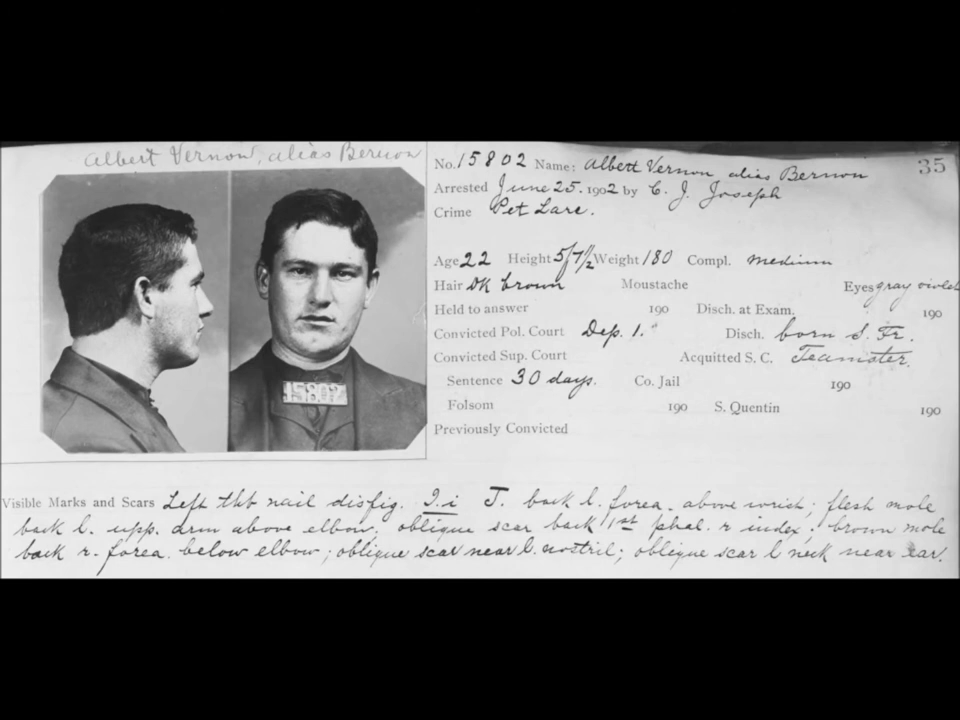 Albert Vernon, alias Bernon
No. 15802 Name: Albert Vernon alias Bernon 35
Arrested June 25. 1902 by C. J. Joseph
Crime Pet Larc.
Age 22 Height 5/7 1/2 Weight 180 Compl. medium
Hair Dk brown Moustache Eyes gray
Held to answer 190 Disch. at Exam. 190
Convicted Pol. Court Dep. 1. Disch. born S. Fr.
Convicted Sup. Court Acquitted S. C. Teamster.
Sentence 30 days. Co. Jail 190
Folsom 190 S. Quentin 190
Previously Convicted
15802
Visible Marks and Scars Left thb nail disfig. I.i J. back l. forea. above wrist; flesh mole
back l. upp. arm above elbow. oblique scar back 1st phal. r index, brown mole
back r. forea. below elbow; oblique scar near l. nostril; oblique scar l neck near ear.